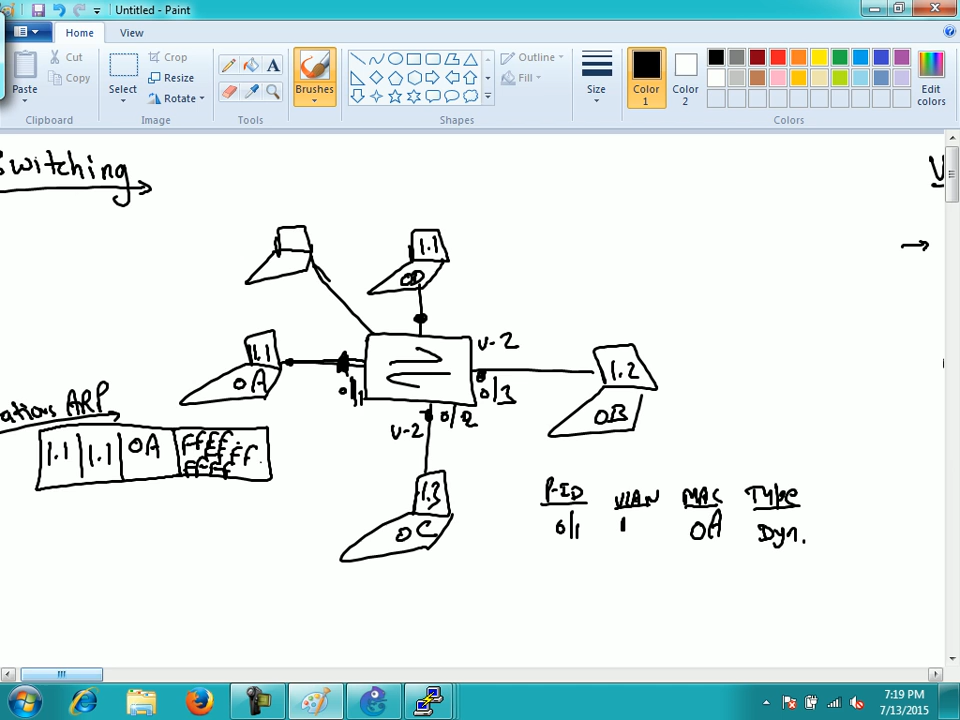 Untitled - Paint
Home
View
Paste
Cut
Copy
Clipboard
Select
Crop
Resize
Rotate
Image
Tools
Brushes
Shapes
Outline
Fill
Size
Color 1
Color 2
Colors
Edit colors
Switching
V
1.1
0D
1.1
0A
0/1
V-2
0/3
1.2
0B
V-2
0/2
1.3
0C
ARP
1.1 1.1 0A
P-ID VLAN MAC Type
0/1 1 0A Dyn.
7:19 PM
7/13/2015